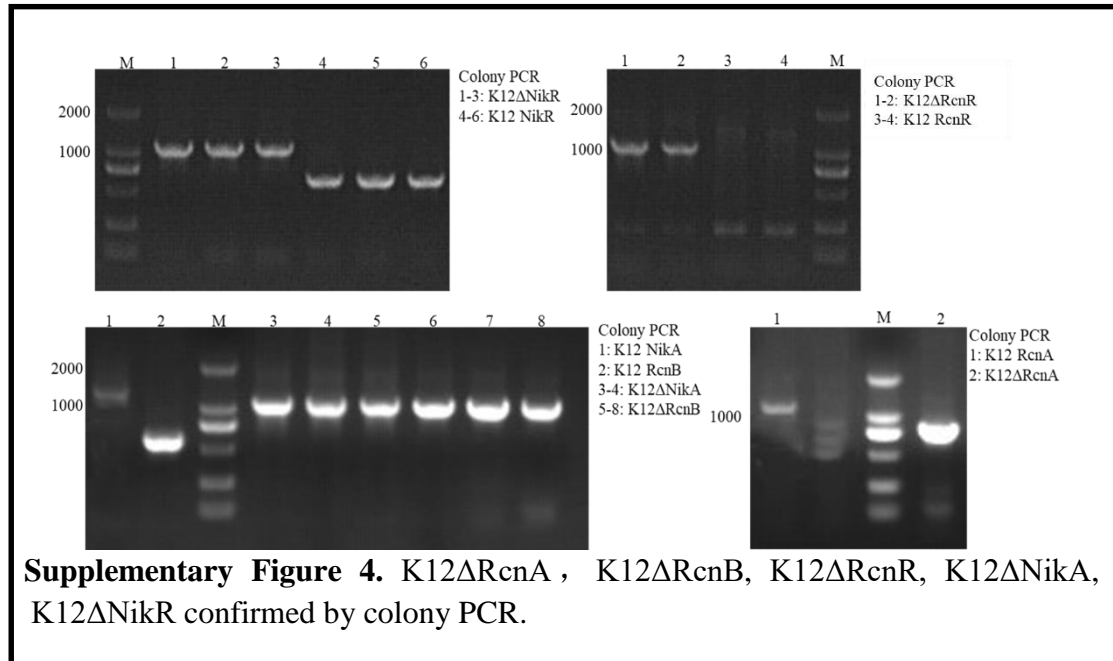 M 1 2 3 4 5 6
2000
1000
Colony PCR
1-3: K12ΔNikR
4-6: K12 NikR
1 2 3 4 M
2000
1000
Colony PCR
1-2: K12ΔRcnR
3-4: K12 RcnR
1 2 M 3 4 5 6 7 8
2000
1000
Colony PCR
1: K12 NikA
2: K12 RcnB
3-4: K12ΔNikA
5-8: K12ΔRcnB
1 M 2
1000
Colony PCR
1: K12 RcnA
2: K12ΔRcnA
Supplementary Figure 4. K12ΔRcnA , K12ΔRcnB, K12ΔRcnR, K12ΔNikA,
K12ΔNikR confirmed by colony PCR.